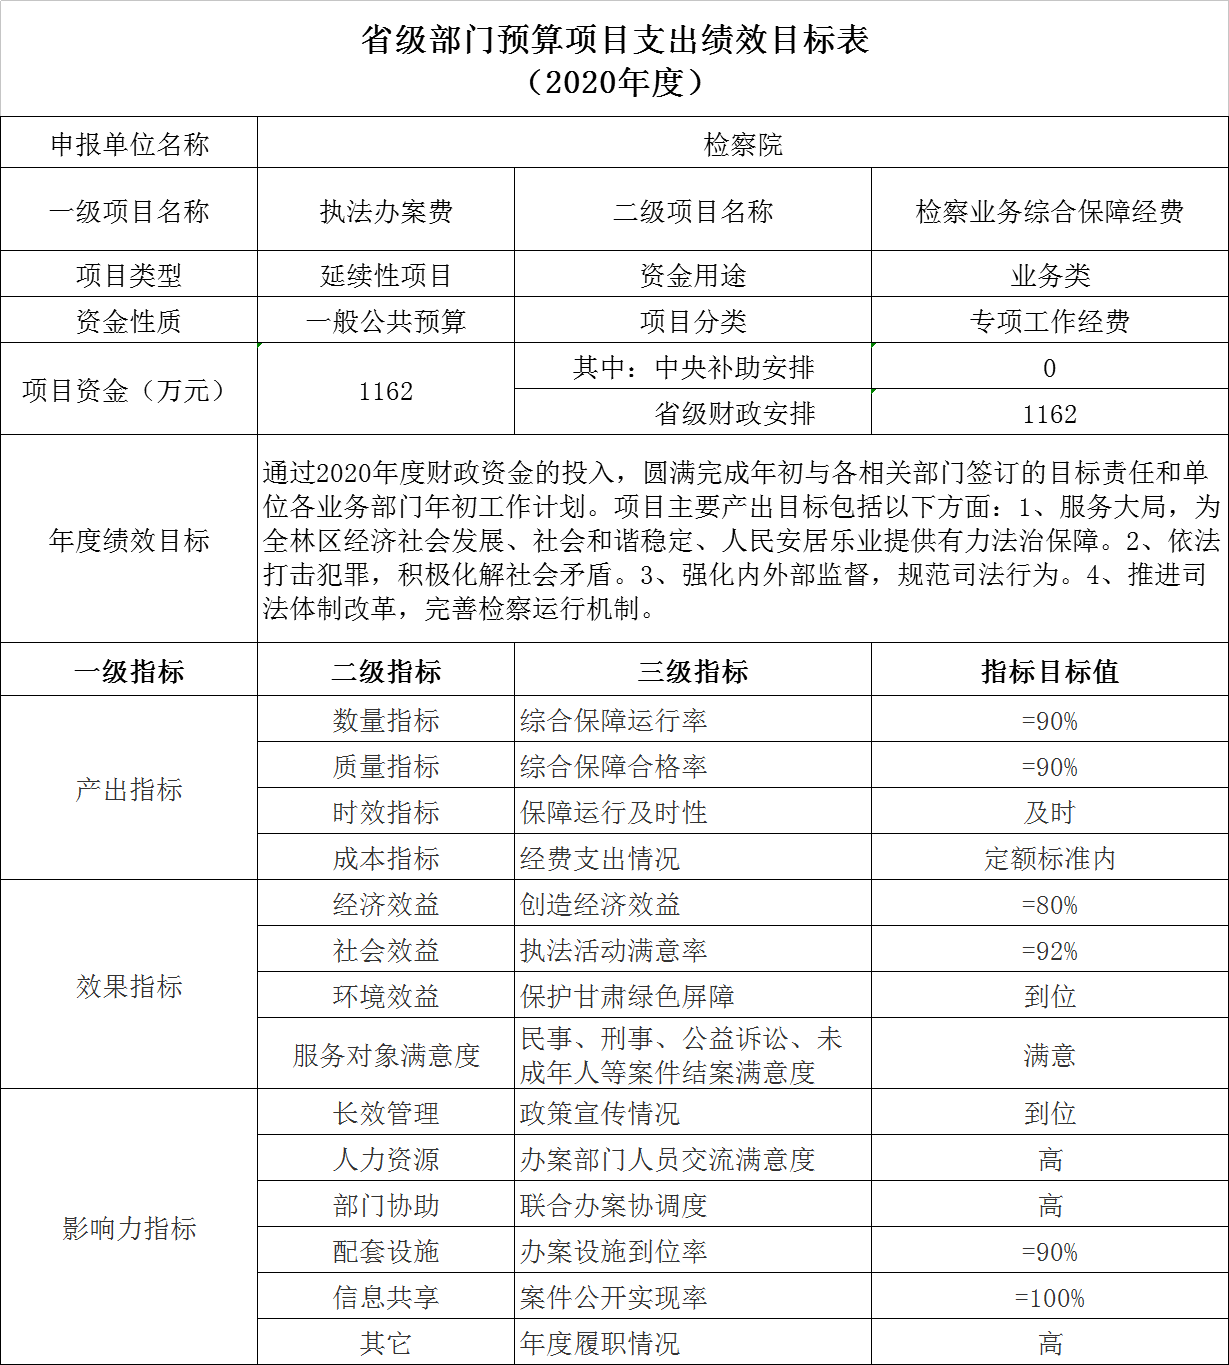 省级部门预算项目支出绩效目标表
（2020年度）
申报单位名称 检察院
一级项目名称 执法办案费 二级项目名称 检察业务综合保障经费
项目类型 延续性项目 资金用途 业务类
资金性质 一般公共预算 项目分类 专项工作经费
项目资金（万元） 1162 其中：中央补助安排 0
省级财政安排 1162
年度绩效目标
通过2020年度财政资金的投入，圆满完成年初与各相关部门签订的目标责任和单
位各业务部门年初工作计划。项目主要产出目标包括以下方面：1、服务大局，为
全林区经济社会发展、社会和谐稳定、人民安居乐业提供有力法治保障。2、依法
打击犯罪，积极化解社会矛盾。3、强化内外部监督，规范司法行为。4、推进司
法体制改革，完善检察运行机制。
一级指标 二级指标 三级指标 指标目标值
产出指标
数量指标 综合保障运行率 =90%
质量指标 综合保障合格率 =90%
时效指标 保障运行及时性 及时
成本指标 经费支出情况 定额标准内
效果指标
经济效益 创造经济效益 =80%
社会效益 执法活动满意率 =92%
环境效益 保护甘肃绿色屏障 到位
服务对象满意度 民事、刑事、公益诉讼、未
成年人等案件结案满意度 满意
影响力指标
长效管理 政策宣传情况 到位
人力资源 办案部门人员交流满意度 高
部门协助 联合办案协调度 高
配套设施 办案设施到位率 =90%
信息共享 案件公开实现率 =100%
其它 年度履职情况 高